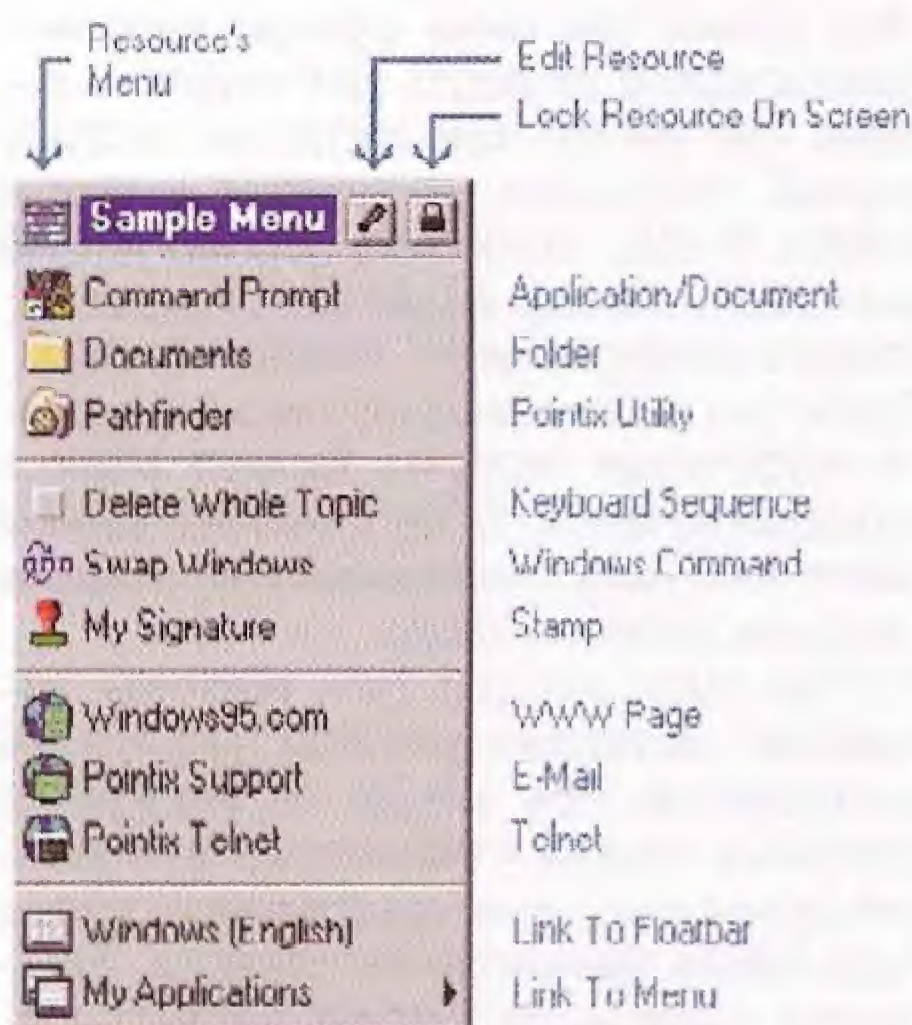 Resource's
Menu
Edit Resource
Lock Resource On Screen
Sample Menu
Command Prompt Application/Document
Documents Folder
Pathfinder Pointix Utility
Delete Whole Topic Keyboard Sequence
Swap Windows Windows Command
My Signature Stamp
Windows95.com WWW Page
Pointix Support E-Mail
Pointix Telnet Telnet
Windows (English) Link To Floatbar
My Applications Link To Menu